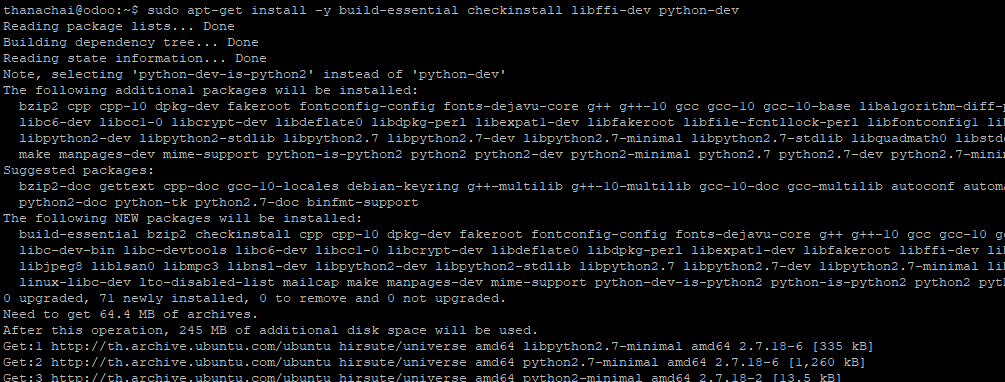 thanachai@odoo:~$ sudo apt-get install -y build-essential checkinstall libffi-dev python-dev
Reading package lists... Done
Building dependency tree... Done
Reading state information... Done
Note, selecting 'python-dev-is-python2' instead of 'python-dev'
The following additional packages will be installed:
bzip2 cpp cpp-10 dpkg-dev fakeroot fontconfig-config fonts-dejavu-core g++ g++-10 gcc gcc-10 gcc-10-base libalgorithm-diff-p
libc6-dev libcc1-0 libcrypt-dev libdeflate0 libdpkg-perl libexpat1-dev libfakeroot libfile-fcntllock-perl libfontconfig1 lib
libpython2-dev libpython2-stdlib libpython2.7 libpython2.7-dev libpython2.7-minimal libpython2.7-stdlib libquadmath0 libstdc
make manpages-dev mime-support python-is-python2 python2 python2-dev python2-minimal python2.7 python2.7-dev python2.7-minim
Suggested packages:
bzip2-doc gettext cpp-doc gcc-10-locales debian-keyring g++-multilib g++-10-multilib gcc-10-doc gcc-multilib autoconf automa
python2-doc python-tk python2.7-doc binfmt-support
The following NEW packages will be installed:
build-essential bzip2 checkinstall cpp cpp-10 dpkg-dev fakeroot fontconfig-config fonts-dejavu-core g++ g++-10 gcc gcc-10 gc
libc-dev-bin libc-devtools libc6-dev libcc1-0 libcrypt-dev libdeflate0 libdpkg-perl libexpat1-dev libfakeroot libffi-dev lib
libjpeg8 liblsan0 libmpc3 libnsl-dev libpython2-dev libpython2-stdlib libpython2.7 libpython2.7-dev libpython2.7-minimal lib
linux-libc-dev lto-disabled-list mailcap make manpages-dev mime-support python-dev-is-python2 python-is-python2 python2 pyth
0 upgraded, 71 newly installed, 0 to remove and 0 not upgraded.
Need to get 64.4 MB of archives.
After this operation, 245 MB of additional disk space will be used.
Get:1 http://th.archive.ubuntu.com/ubuntu hirsute/universe amd64 libpython2.7-minimal amd64 2.7.18-6 [335 kB]
Get:2 http://th.archive.ubuntu.com/ubuntu hirsute/universe amd64 python2.7-minimal amd64 2.7.18-6 [1,260 kB]
Get:3 http://th.archive.ubuntu.com/ubuntu hirsute/universe amd64 python2-minimal amd64 2.7.18-2 [13.5 kB]